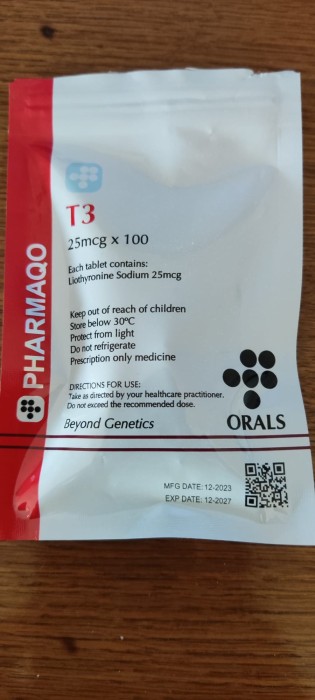 PHARMAQO
T3
25mcg x 100
Each tablet contains:
Liothyronine Sodium 25mcg
Keep out of reach of children
Store below 30ºC
Protect from light
Do not refrigerate
Prescription only medicine
DIRECTIONS FOR USE:
Take as directed by your healthcare practitioner.
Do not exceed the recommended dose.
Beyond Genetics
ORALS
MFG DATE: 12-2023
EXP DATE: 12-2027